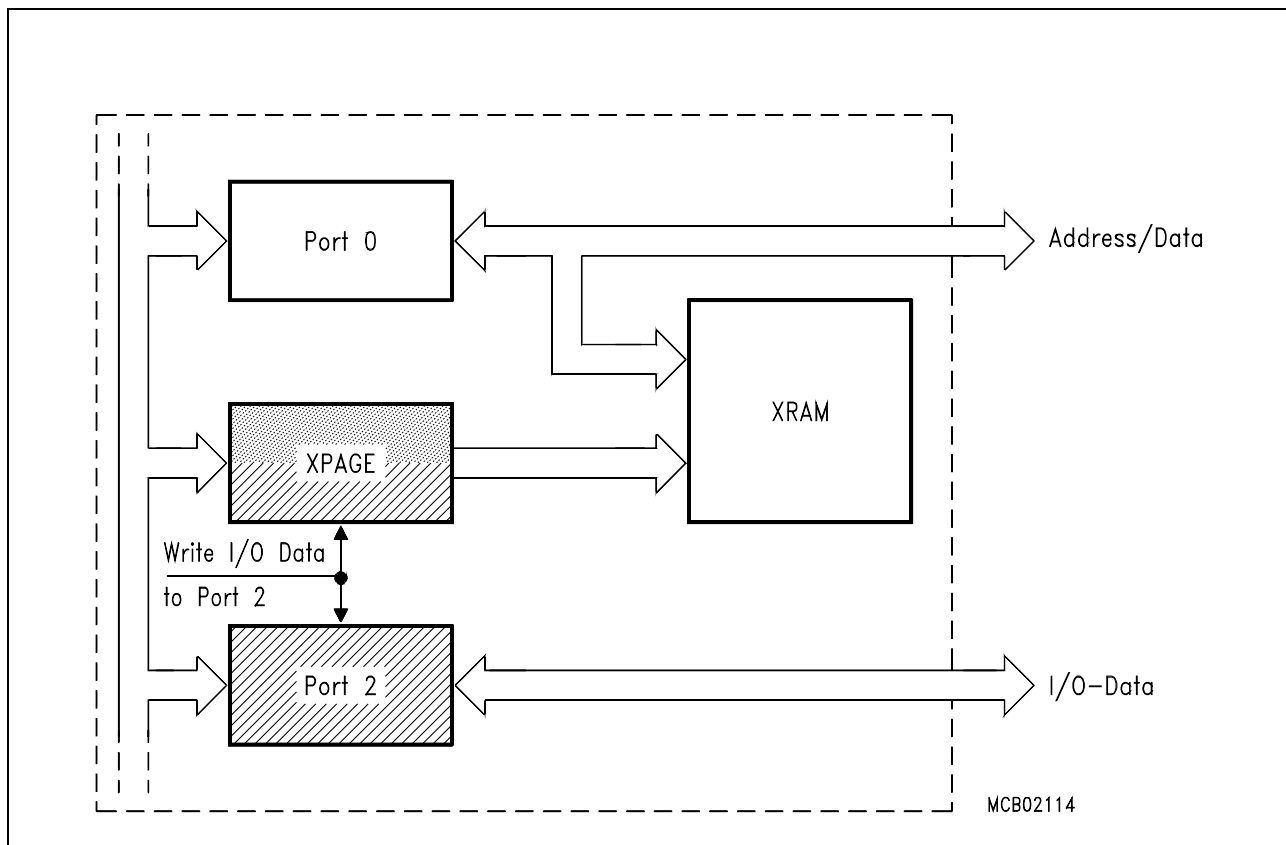 Port 0
Address/Data
XRAM
XPAGE
Write I/O Data
to Port 2
Port 2
I/O-Data
MCB02114